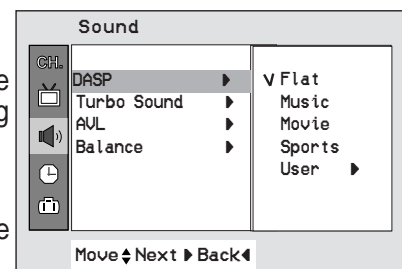 Sound
CH.
DASP
Turbo Sound
AVL
Balance
Flat
Music
Movie
Sports
User
Move Next Back
e
g
e